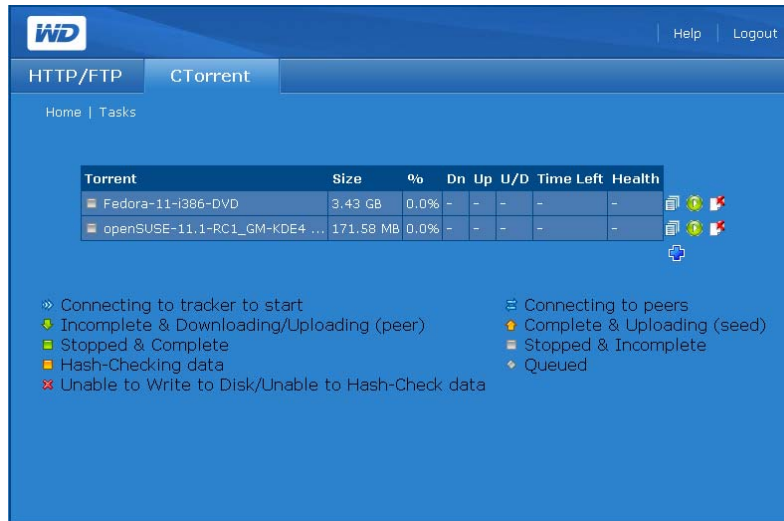 WD
Help | Logout
HTTP/FTP CTorrent
Home | Tasks
Torrent Size % Dn Up U/D Time Left Health
Fedora-11-i386-DVD 3.43 GB 0.0% - - - - -
openSUSE-11.1-RC1_GM-KDE4 ... 171.58 MB 0.0% - - - - -
Connecting to tracker to start
Connecting to peers
Incomplete & Downloading/Uploading (peer)
Complete & Uploading (seed)
Stopped & Complete
Stopped & Incomplete
Hash-Checking data
Queued
Unable to Write to Disk/Unable to Hash-Check data